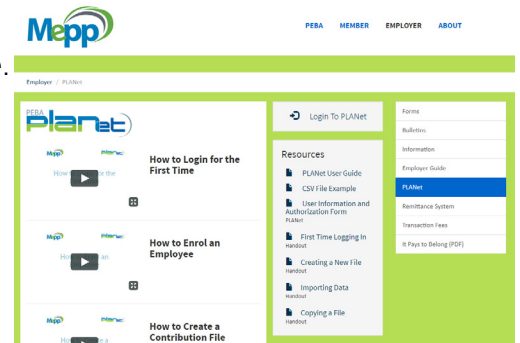 Mepp
PEBA MEMBER EMPLOYER ABOUT
Employer / PLANet
PEBA
Planet
Login To PLANet
Mepp Planet
How to Login for the First Time
Mepp Planet
How to Enrol an Employee
Mepp Planet
How to Create a Contribution File
Resources
PLANet User Guide
CSV File Example
User Information and
Authorization Form
PLANet
First Time Logging In
Handout
Creating a New File
Handout
Importing Data
Handout
Copying a File
Handout
Forms
Bulletins
Information
Employer Guide
PLANet
Remittance System
Transaction Fees
It Pays to Belong (PDF)